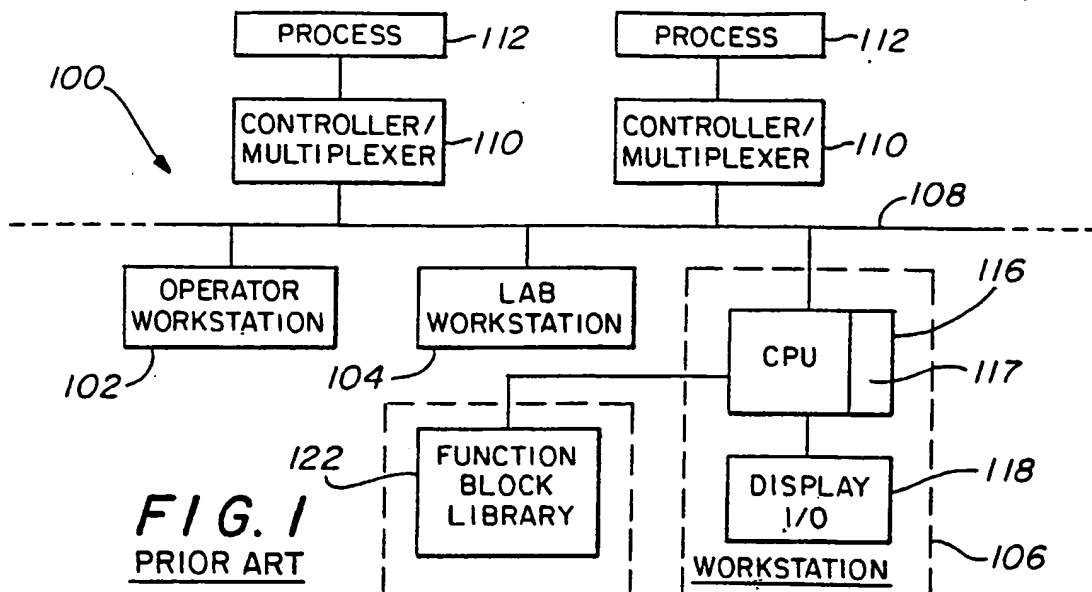 PROCESS
112
PROCESS
112
100
CONTROLLER/
MULTIPLEXER
110
CONTROLLER/
MULTIPLEXER
110
108
OPERATOR
WORKSTATION
102
LAB
WORKSTATION
104
CPU
116
117
122
FUNCTION
BLOCK
LIBRARY
DISPLAY
I/O
118
WORKSTATION
106
FIG. 1
PRIOR ART